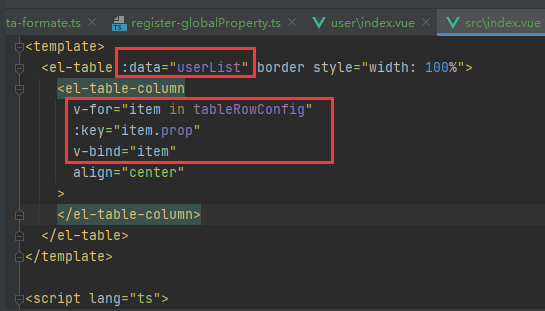 ta-formate.ts register-globalProperty.ts user\index.vue src\index.vue
<template>
<el-table :data="userList" border style="width: 100%">
<el-table-column
v-for="item in tableRowConfig"
:key="item.prop"
v-bind="item"
align="center"
>
</el-table-column>
</el-table>
</template>
<script lang="ts">